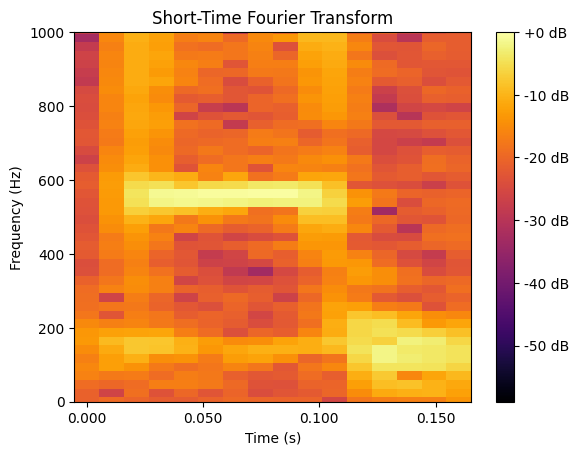 Short-Time Fourier Transform
1000
800
600
400
200
0
Frequency (Hz)
0.000
0.050
0.100
0.150
Time (s)
+0 dB
-10 dB
-20 dB
-30 dB
-40 dB
-50 dB